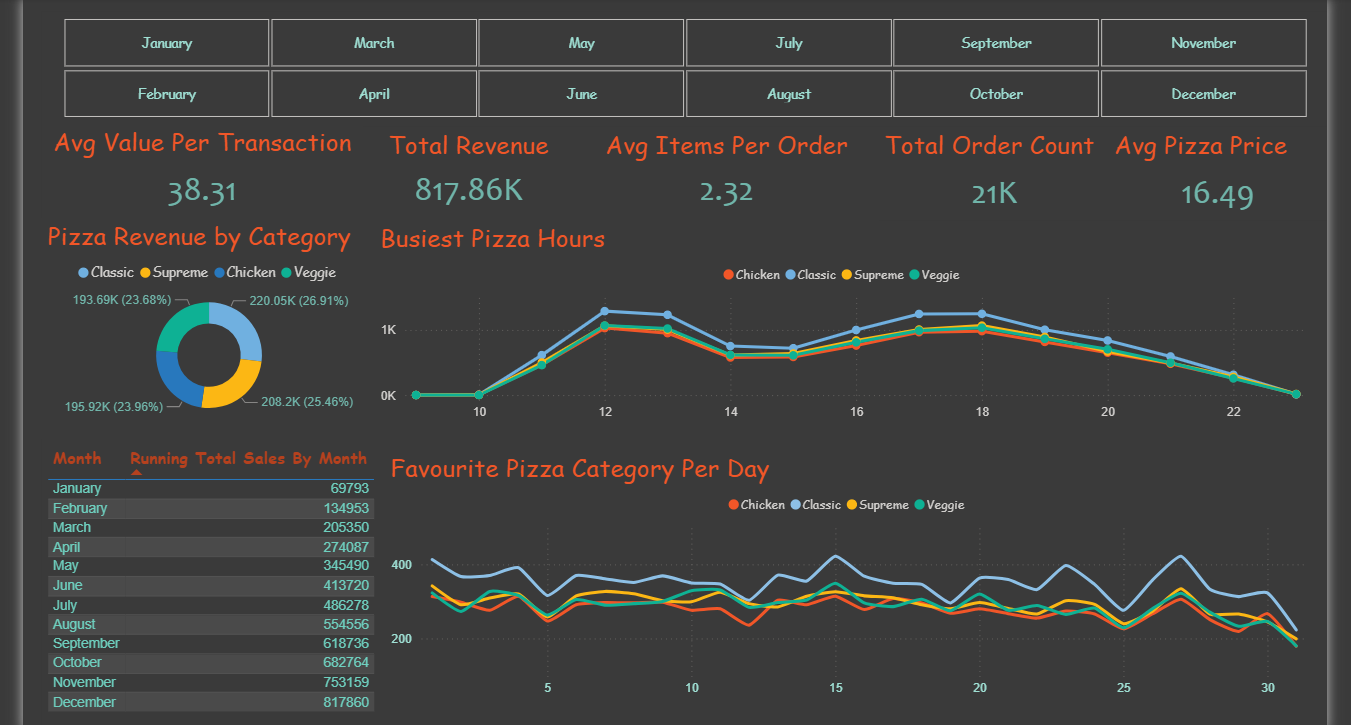 January March May July September November
February April June August October December
Avg Value Per Transaction Total Revenue Avg Items Per Order Total Order Count Avg Pizza Price
38.31 817.86K 2.32 21K 16.49
Pizza Revenue by Category
Classic Supreme Chicken Veggie
193.69K (23.68%) 220.05K (26.91%)
195.92K (23.96%) 208.2K (25.46%)
Busiest Pizza Hours
Chicken Classic Supreme Veggie
1K
0K
10 12 14 16 18 20 22
Month Running Total Sales By Month
January 69793
February 134953
March 205350
April 274087
May 345490
June 413720
July 486278
August 554556
September 618736
October 682764
November 753159
December 817860
Favourite Pizza Category Per Day
Chicken Classic Supreme Veggie
400
200
5 10 15 20 25 30